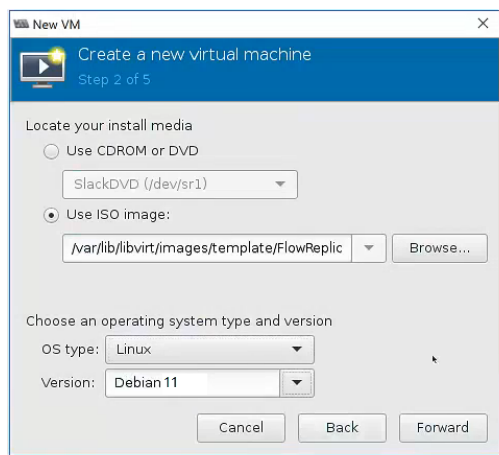 New VM
Create a new virtual machine
Step 2 of 5
Locate your install media
Use CDROM or DVD
SlackDVD (/dev/sr1)
Use ISO image:
/var/lib/libvirt/images/template/FlowReplic
Browse...
Choose an operating system type and version
OS type: Linux
Version: Debian 11
Cancel Back Forward